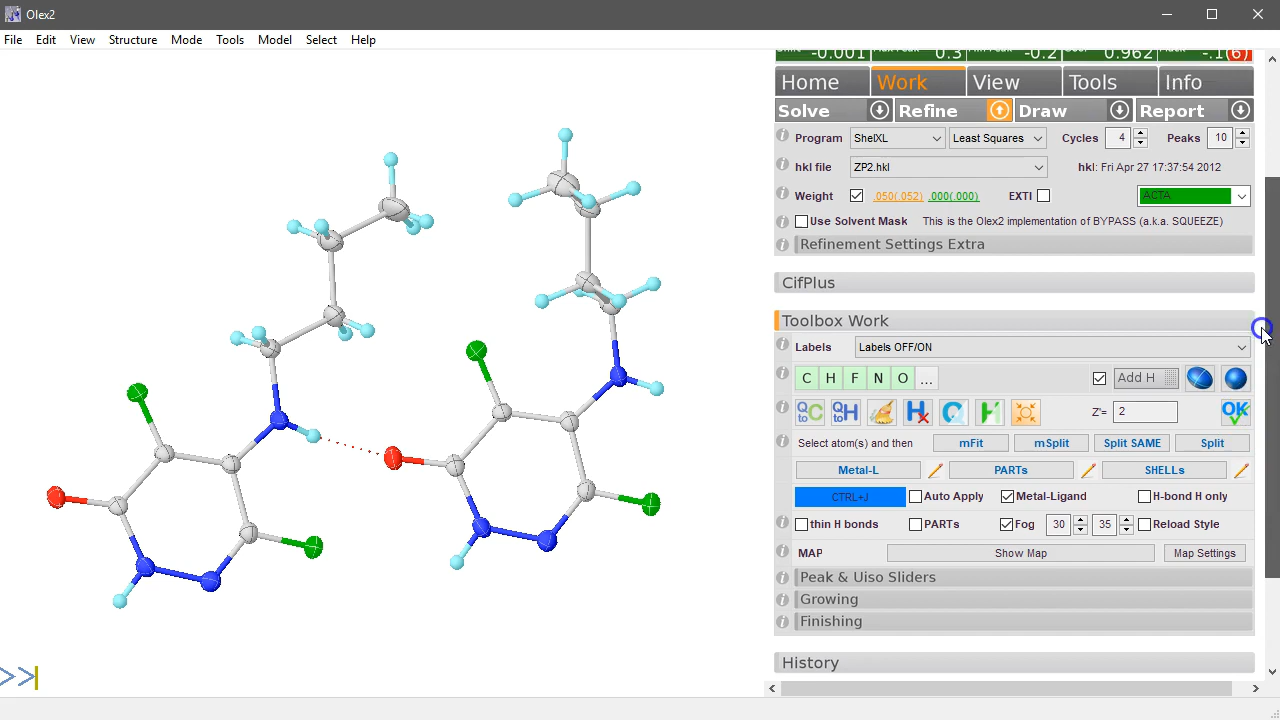 Olex2
File Edit View Structure Mode Tools Model Select Help
-0.001 0.3 -0.2 0.962 -.1(6)
Home Work View Tools Info
Solve Refine Draw Report
Program ShelXL Least Squares Cycles 4 Peaks 10
hkl file ZP2.hkl hkl: Fri Apr 27 17:37:54 2012
Weight .050(.052) .000(.000) EXTI ACTA
Use Solvent Mask This is the Olex2 implementation of BYPASS (a.k.a. SQUEEZE)
Refinement Settings Extra
CifPlus
Toolbox Work
Labels Labels OFF/ON
C H F N O ... Add H
Q to C Q to H H x Q H Z'= 2 OK
Select atom(s) and then mFit mSplit Split SAME Split
Metal-L PARTs SHELLs
CTRL+J Auto Apply Metal-Ligand H-bond H only
thin H bonds PARTs Fog 30 35 Reload Style
MAP Show Map Map Settings
Peak & Uiso Sliders
Growing
Finishing
History
>>